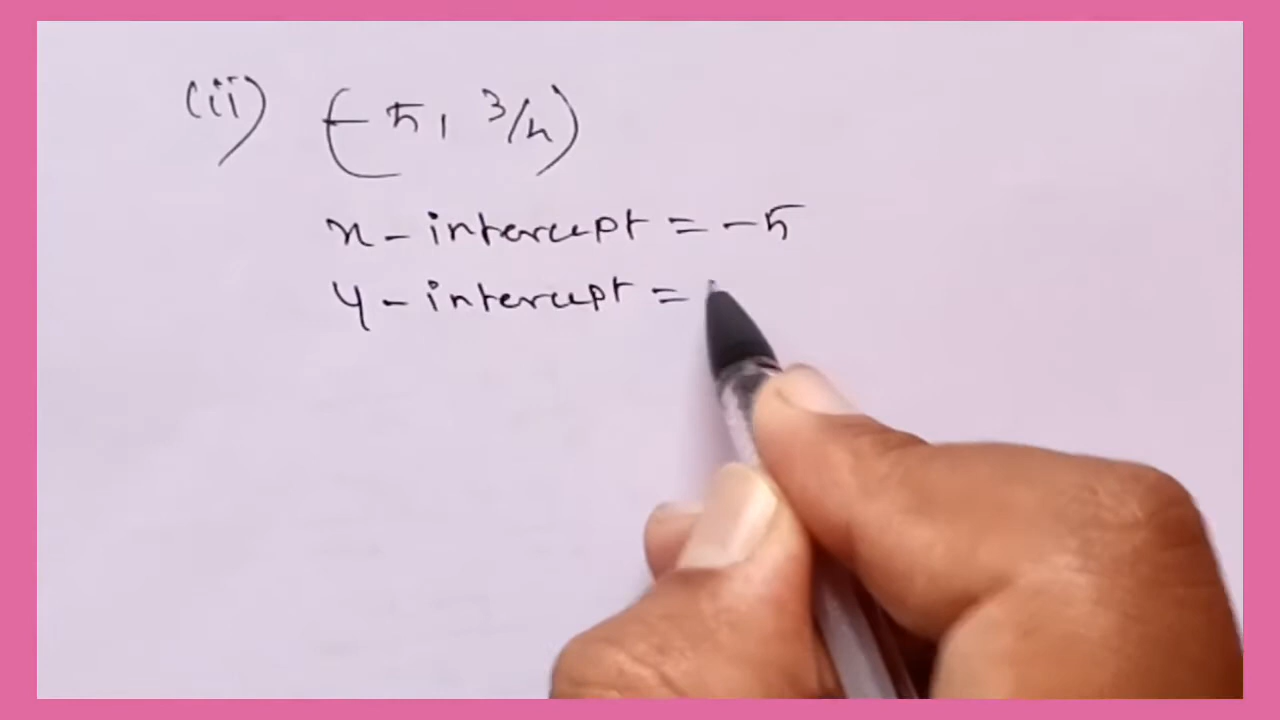 (ii) (-5, 3/4)
x-intercept = -5
y-intercept =